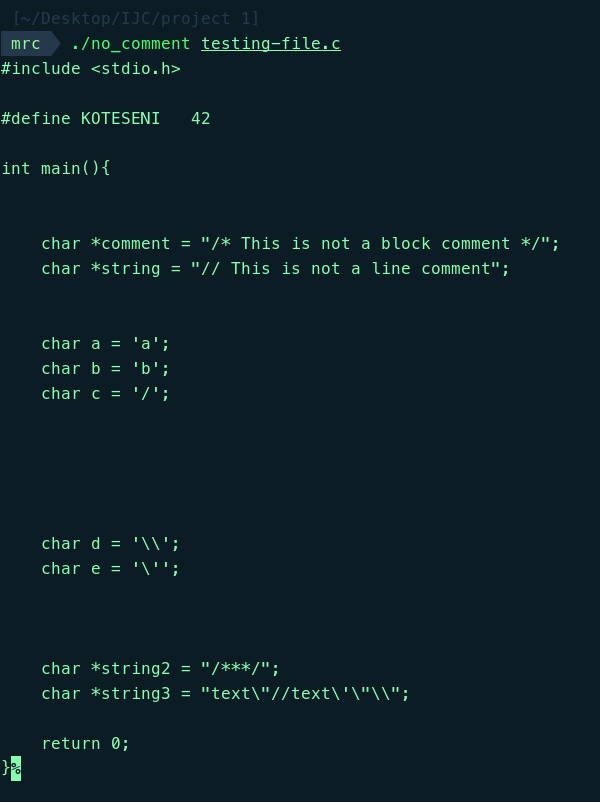 [~/Desktop/IJC/project 1]
mrc ./no_comment testing-file.c
#include <stdio.h>
#define KOTESENI   42
int main(){
    char *comment = "/* This is not a block comment */";
    char *string = "// This is not a line comment";
    char a = 'a';
    char b = 'b';
    char c = '/';
    char d = '\\';
    char e = '\'';
    char *string2 = "/***/";
    char *string3 = "text\"//text\'\"\\";
    return 0;
}%